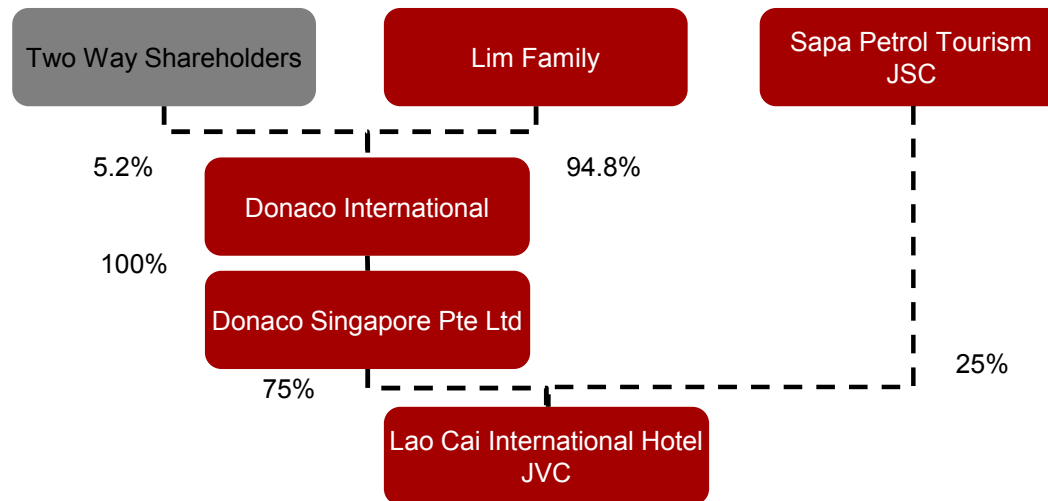 Two Way Shareholders
Lim Family
Sapa Petrol Tourism
JSC
5.2%
94.8%
Donaco International
100%
Donaco Singapore Pte Ltd
75%
25%
Lao Cai International Hotel
JVC